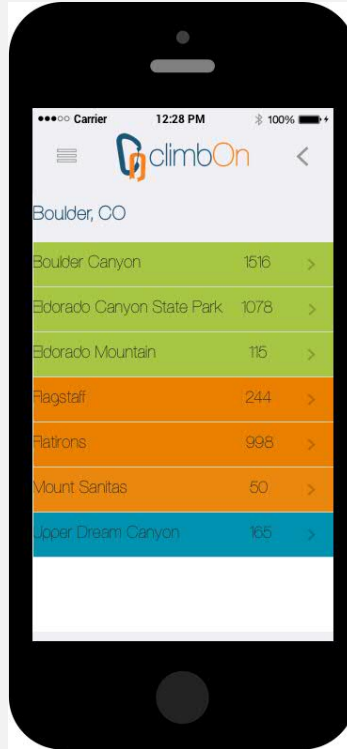 Carrier 12:28 PM 100%
climbOn
Boulder, CO
Boulder Canyon 1516
Eldorado Canyon State Park 1078
Eldorado Mountain 115
Flagstaff 244
Flatirons 998
Mount Sanitas 50
Upper Dream Canyon 165